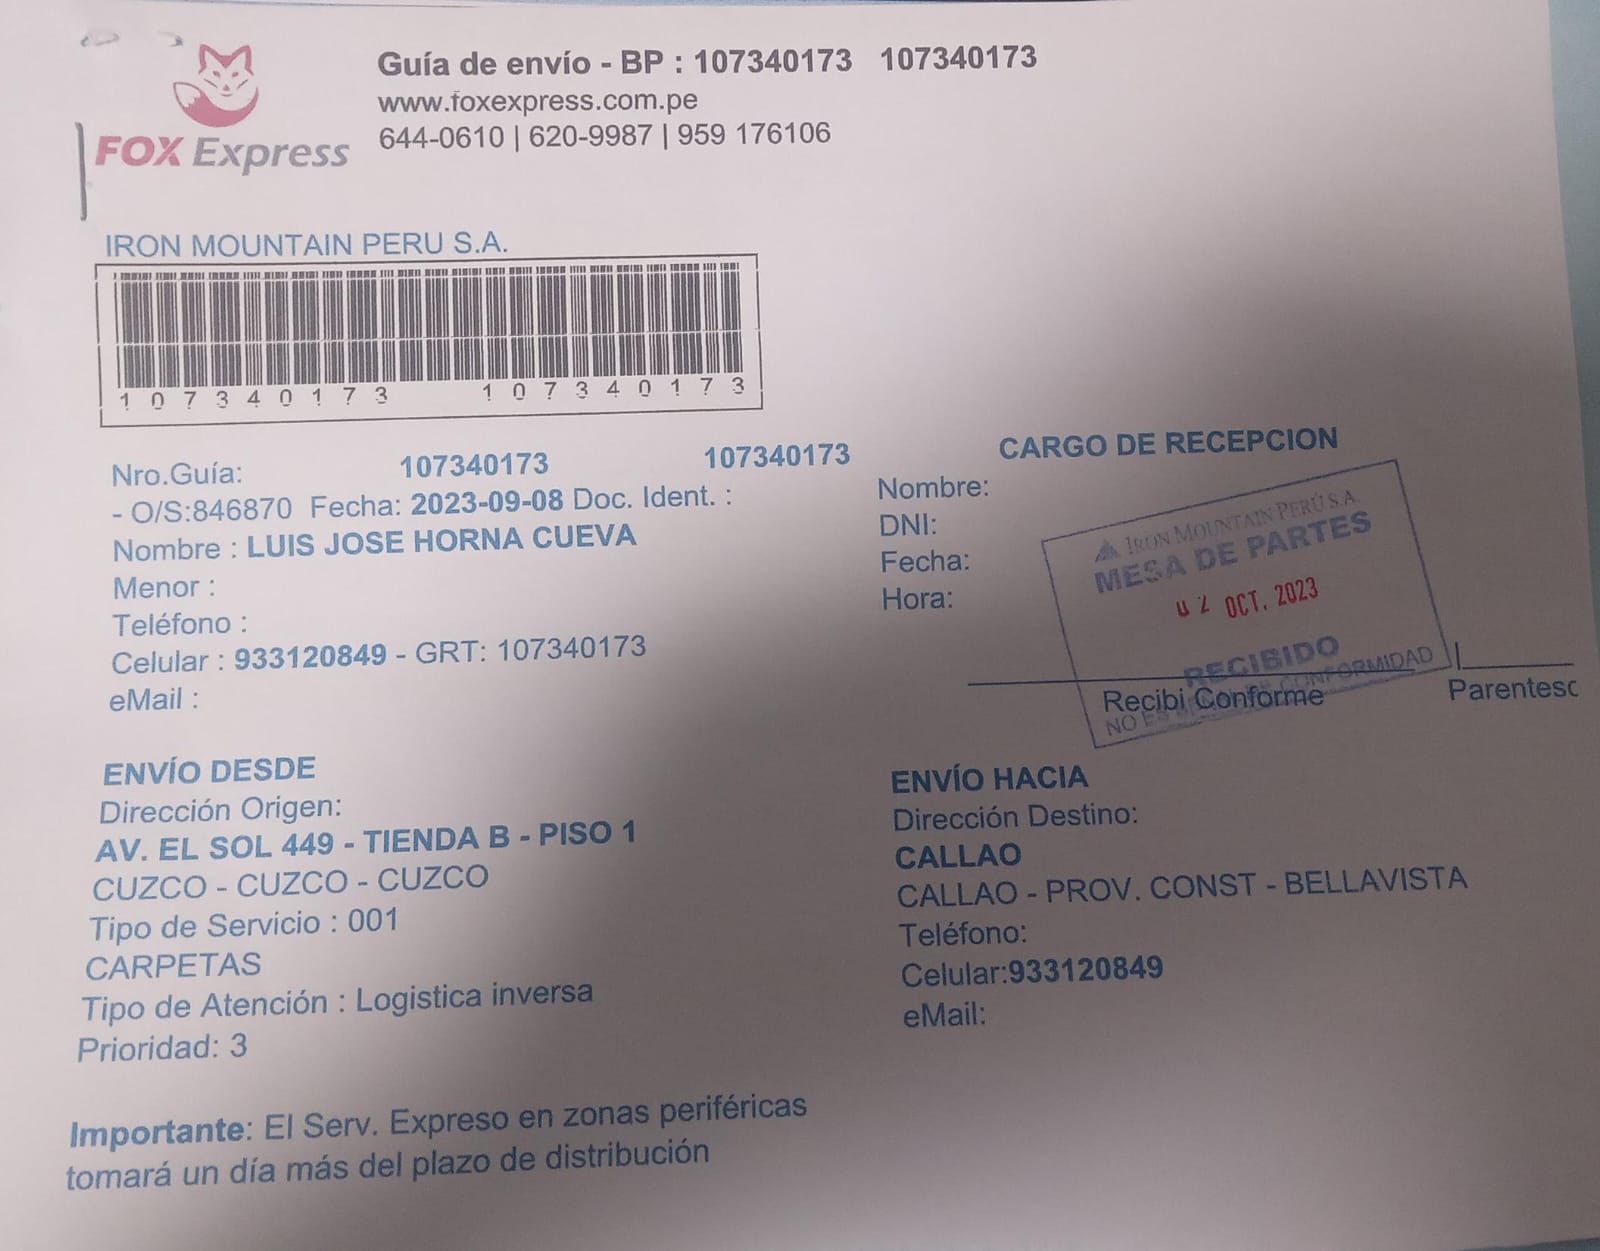 FOX Express
Guía de envío - BP : 107340173 107340173
www.foxexpress.com.pe
644-0610 | 620-9987 | 959 176106
IRON MOUNTAIN PERU S.A.
107340173 107340173
Nro.Guía: 107340173 107340173
- O/S:846870 Fecha: 2023-09-08 Doc. Ident. :
Nombre : LUIS JOSE HORNA CUEVA
Menor :
Teléfono :
Celular : 933120849 - GRT: 107340173
eMail :
CARGO DE RECEPCION
Nombre:
DNI:
Fecha:
Hora:
IRON MOUNTAIN PERÚ S.A.
MESA DE PARTES
02 OCT. 2023
RECIBIDO
NO ES CONFORMIDAD
Recibi Conforme
Parentesc
ENVÍO DESDE
Dirección Origen:
AV. EL SOL 449 - TIENDA B - PISO 1
CUZCO - CUZCO - CUZCO
Tipo de Servicio : 001
CARPETAS
Tipo de Atención : Logistica inversa
Prioridad: 3
ENVÍO HACIA
Dirección Destino:
CALLAO
CALLAO - PROV. CONST - BELLAVISTA
Teléfono:
Celular:933120849
eMail:
Importante: El Serv. Expreso en zonas periféricas
tomará un día más del plazo de distribución